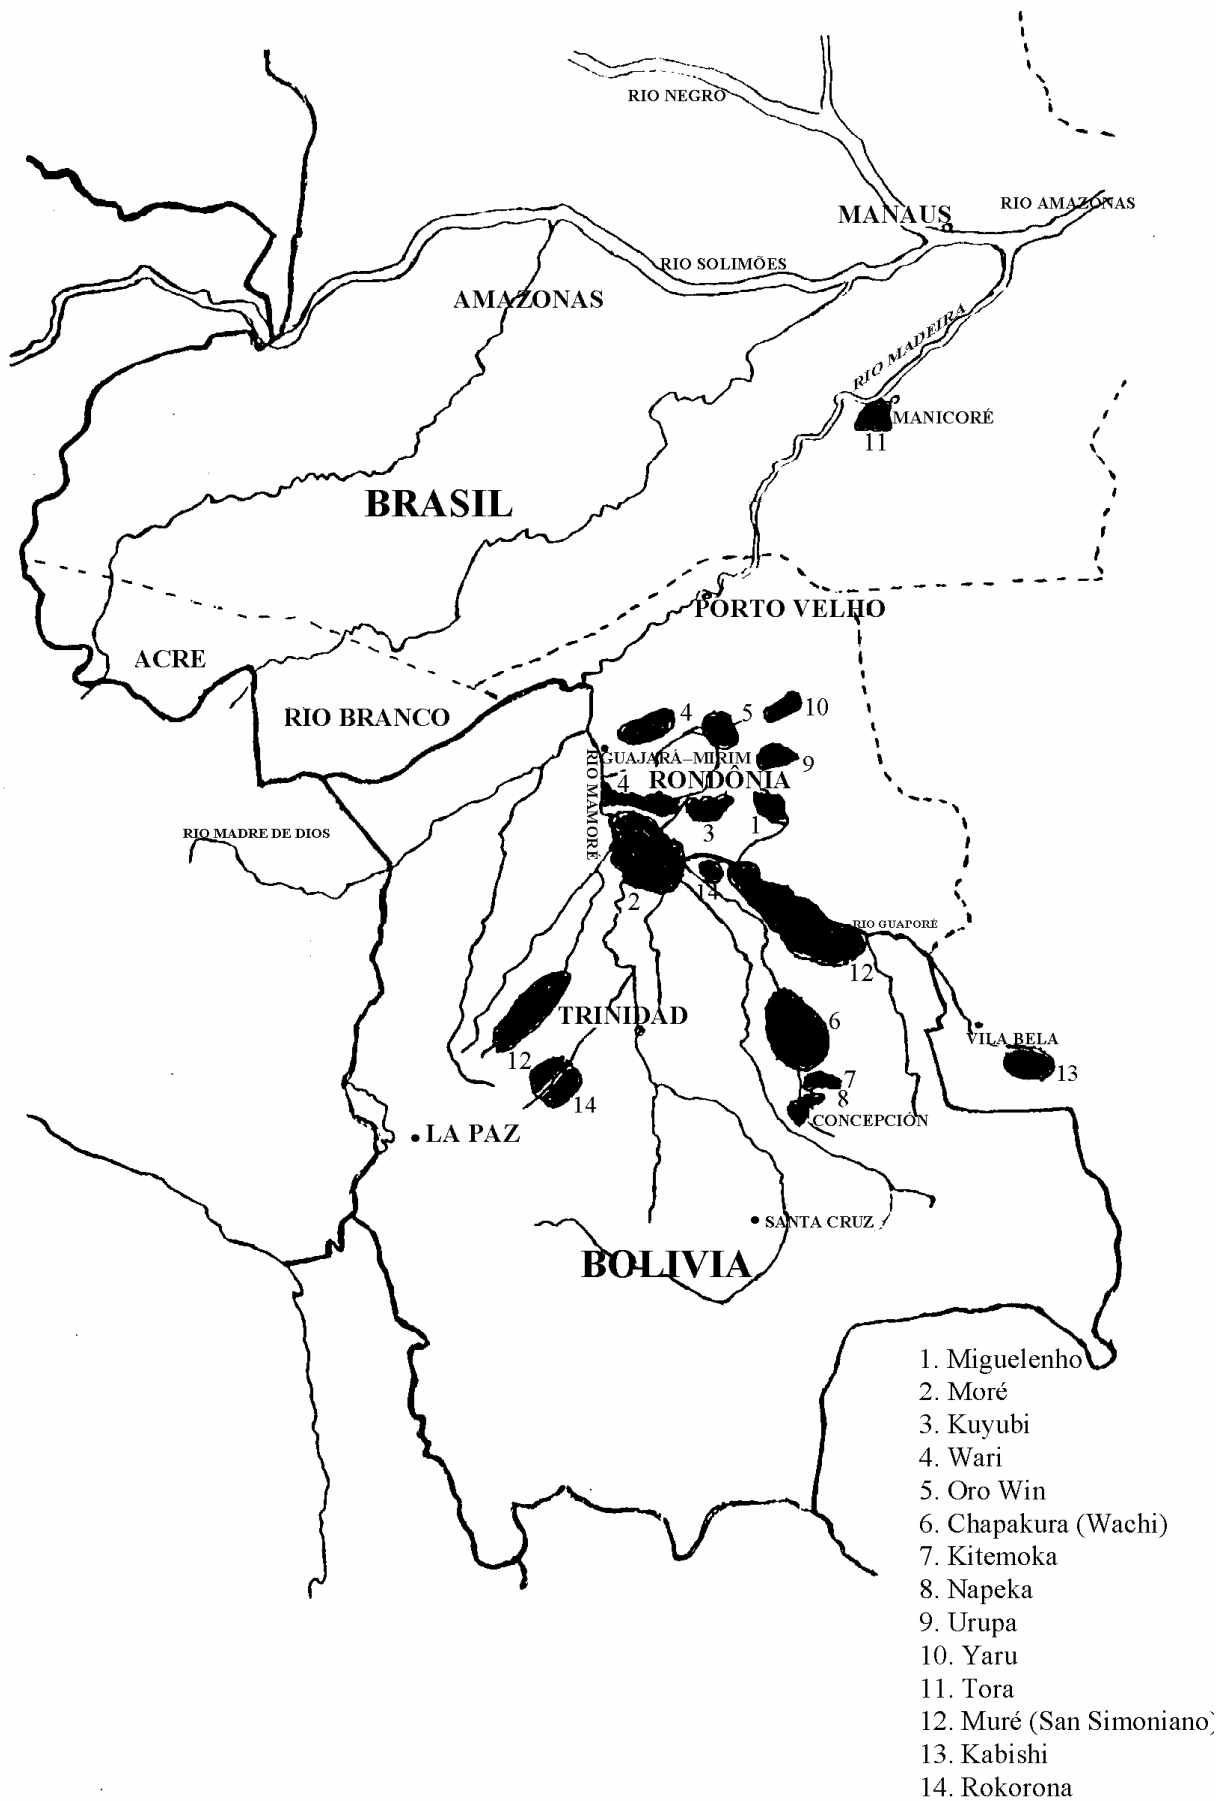 RIO NEGRO
MANAUS
RIO AMAZONAS
RIO SOLIMÕES
AMAZONAS
RIO MADEIRA
MANICORÉ
11
BRASIL
PORTO VELHO
ACRE
RIO BRANCO
4
5
10
GUAJARÁ–MIRIM
9
RONDÔNIA
4
RIO MAMORÉ
3
1
RIO MADRE DE DIOS
2
14
RIO GUAPORÉ
12
TRINIDAD
6
VILA BELA
12
7
13
8
14
CONCEPCIÓN
LA PAZ
SANTA CRUZ
BOLIVIA
1. Miguelenho
2. Moré
3. Kuyubi
4. Wari
5. Oro Win
6. Chapakura (Wachi)
7. Kitemoka
8. Napeka
9. Urupa
10. Yaru
11. Tora
12. Muré (San Simoniano)
13. Kabishi
14. Rokorona